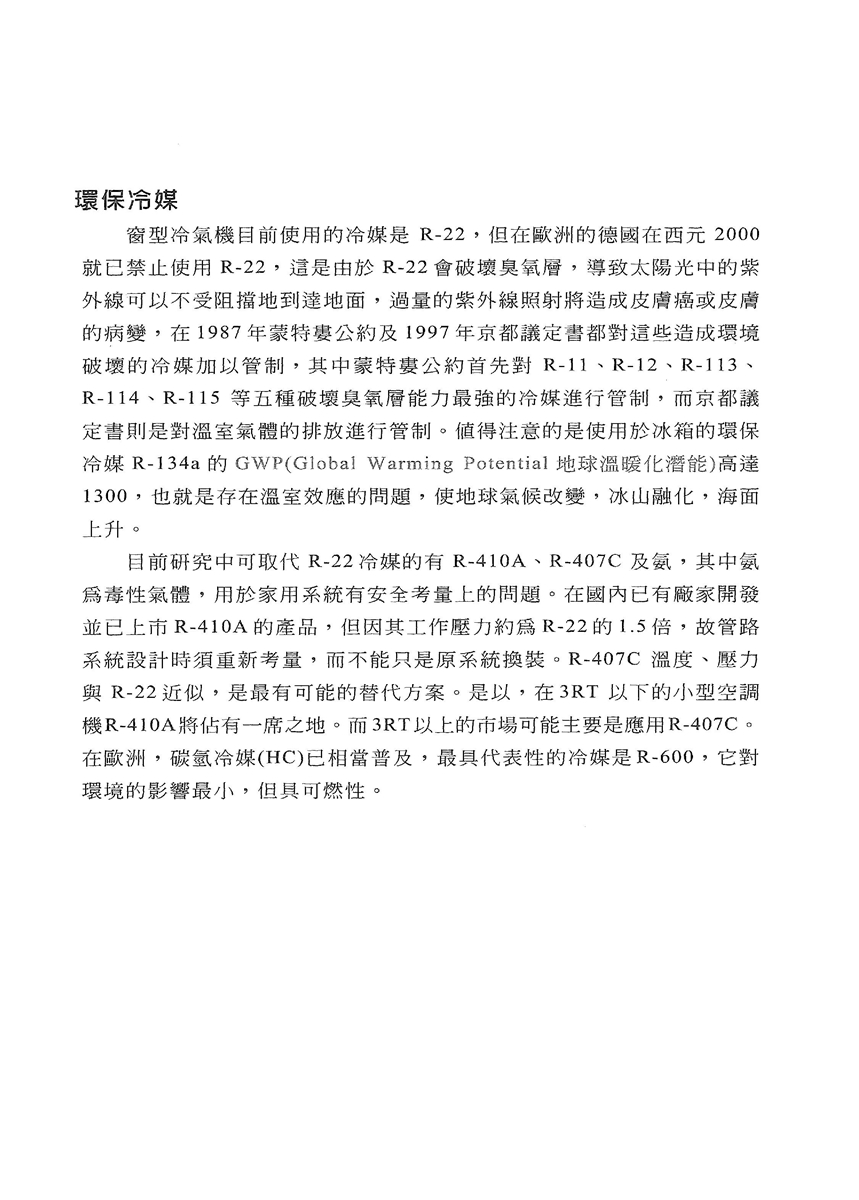 環保冷媒
窗型冷氣機目前使用的冷媒是 R-22，但在歐洲的德國在西元 2000
就已禁止使用 R-22，這是由於 R-22 會破壞臭氧層，導致太陽光中的紫
外線可以不受阻擋地到達地面，過量的紫外線照射將造成皮膚癌或皮膚
的病變，在 1987 年蒙特婁公約及 1997 年京都議定書都對這些造成環境
破壞的冷媒加以管制，其中蒙特婁公約首先對 R-11、R-12、R-113、
R-114、R-115 等五種破壞臭氧層能力最強的冷媒進行管制，而京都議
定書則是對溫室氣體的排放進行管制。值得注意的是使用於冰箱的環保
冷媒 R-134a 的 GWP(Global Warming Potential 地球溫暖化潛能)高達
1300，也就是存在溫室效應的問題，使地球氣候改變，冰山融化，海面
上升。
目前研究中可取代 R-22 冷媒的有 R-410A、R-407C 及氨，其中氨
為毒性氣體，用於家用系統有安全考量上的問題。在國內已有廠家開發
並已上市 R-410A 的產品，但因其工作壓力約為 R-22 的 1.5 倍，故管路
系統設計時須重新考量，而不能只是原系統換裝。R-407C 溫度、壓力
與 R-22 近似，是最有可能的替代方案。是以，在 3RT 以下的小型空調
機 R-410A 將佔有一席之地。而 3RT 以上的市場可能主要是應用 R-407C。
在歐洲，碳氫冷媒(HC)已相當普及，最具代表性的冷媒是 R-600，它對
環境的影響最小，但具可燃性。